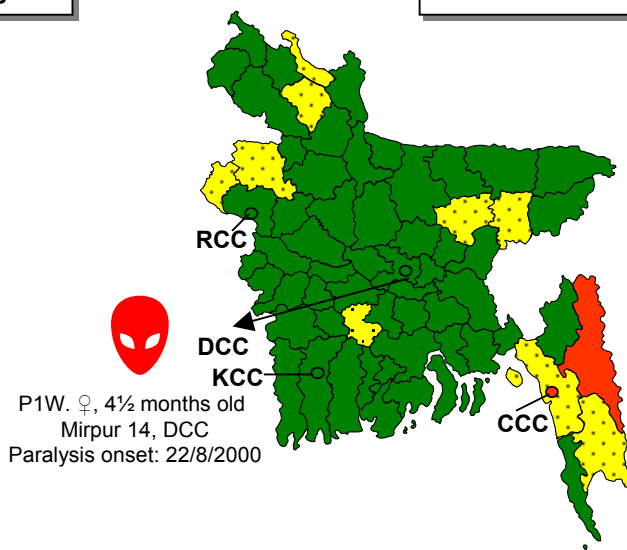 RCC
DCC
KCC
CCC
P1W. ♀, 4½ months old
Mirpur 14, DCC
Paralysis onset: 22/8/2000